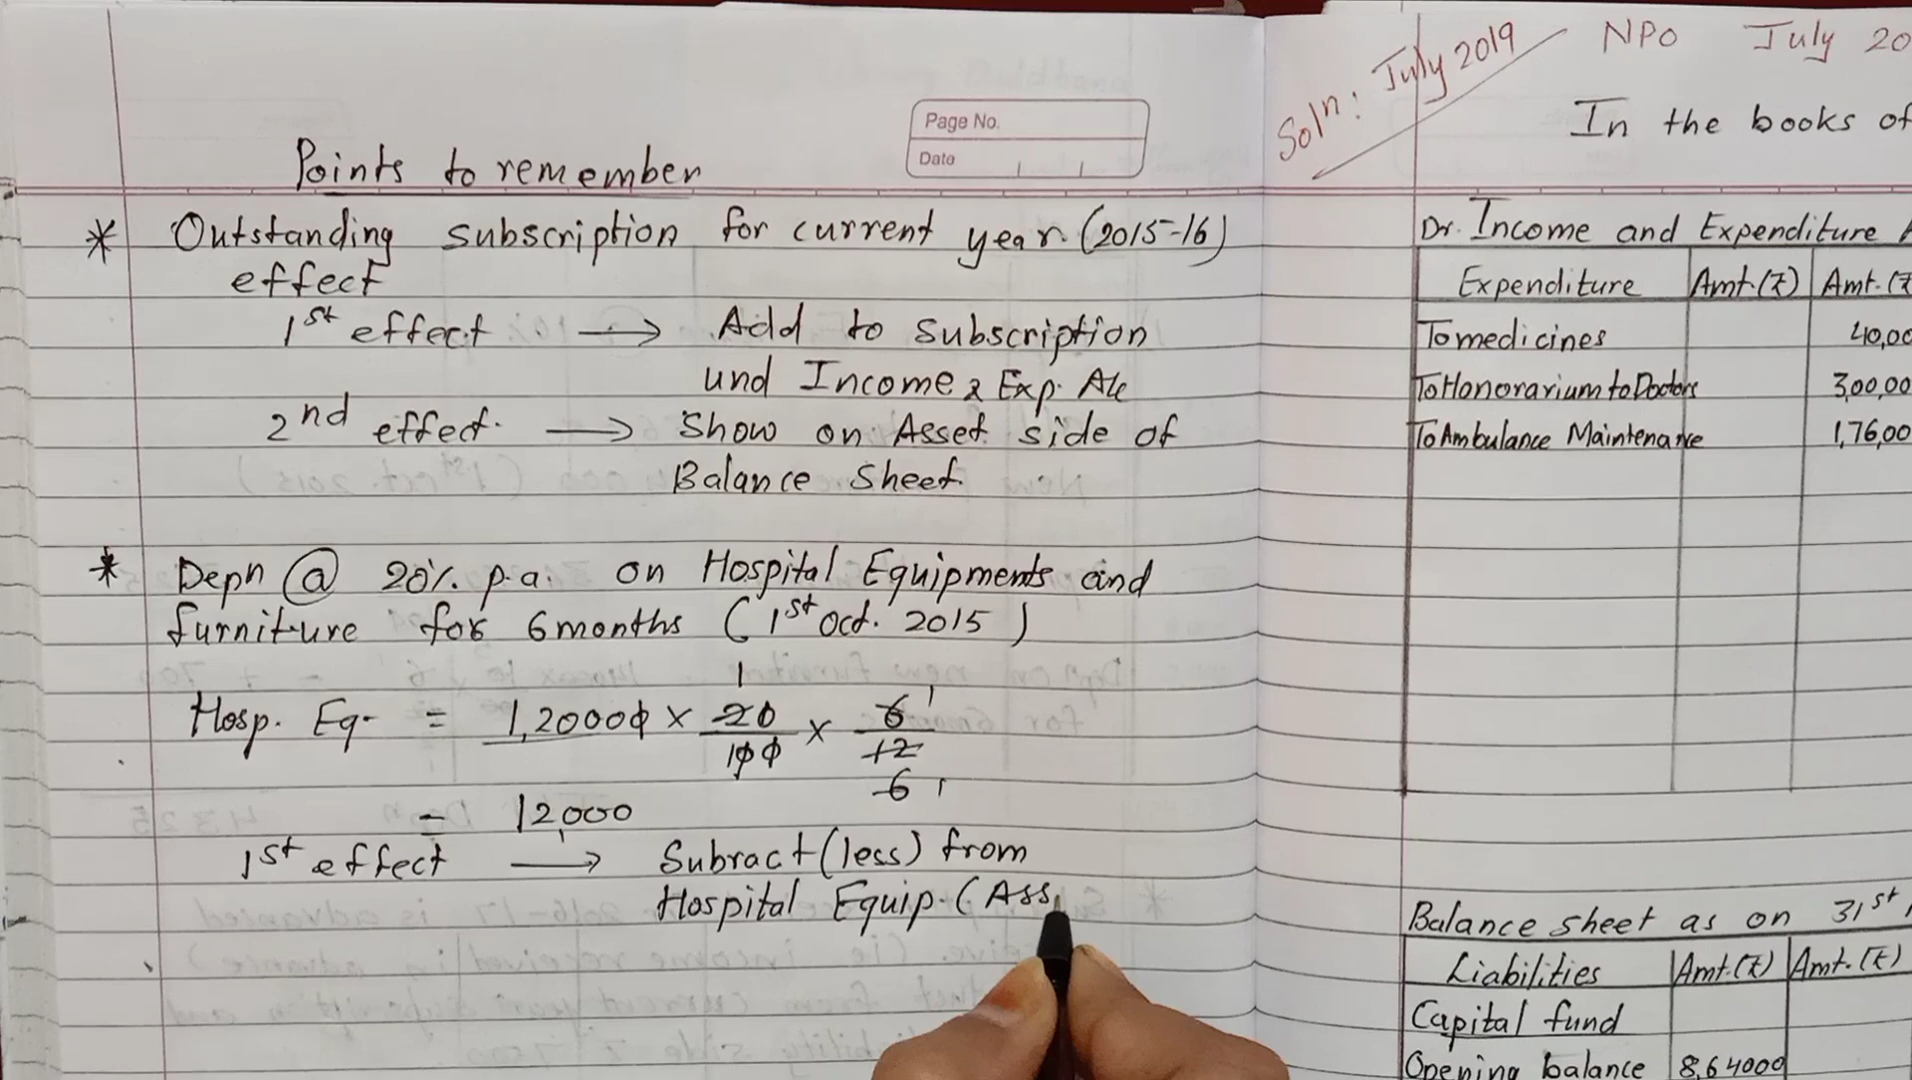 Page No.
Date
Points to remember
* Outstanding subscription for current year (2015-16)
effect
1st effect → Add to subscription
und Income & Exp. A/c
2nd effect. → Show on Asset side of
Balance Sheet.
* Depn @ 20% p.a. on Hospital Equipments and
furniture for 6 months (1st Oct. 2015)
1
Hosp. Eq. = 1,20000 × 20/100 × 6/12
1
6 1
= 12,000
1st effect → Subract (less) from
Hospital Equip. (Ass
Soln: July 2019
NPO July 20
In the books of
Dr. Income and Expenditure A
Expenditure Amt.(₹) Amt.(₹
To medicines 40,00
To Honorarium to Doctors 3,00,00
To Ambulance Maintenance 1,76,00
Balance sheet as on 31st
Liabilities Amt.(₹) Amt.(₹)
Capital fund
Opening balance 8,64000